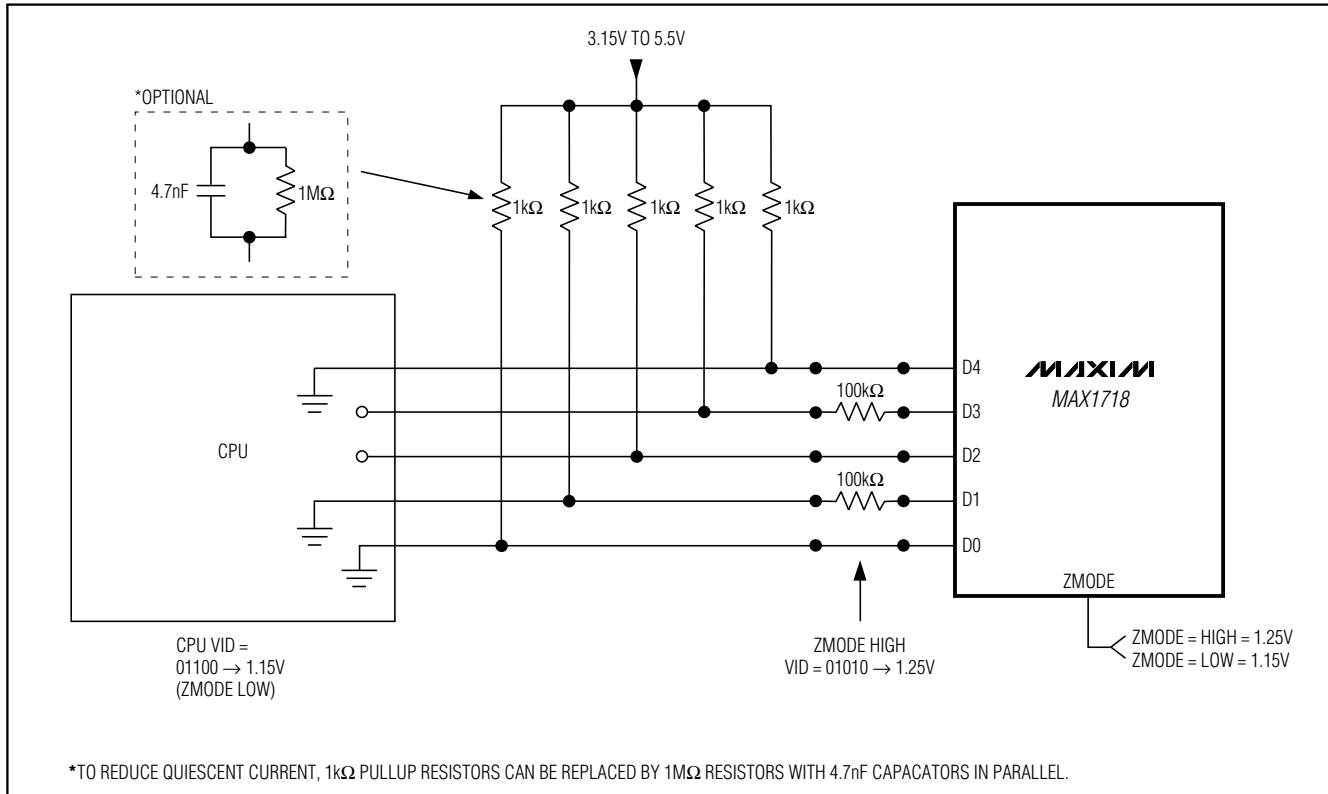 3.15V TO 5.5V
*OPTIONAL
4.7nF
1MΩ
1kΩ
1kΩ
1kΩ
1kΩ
1kΩ
CPU
100kΩ
100kΩ
D4
D3
D2
D1
D0
MAXIM
MAX1718
ZMODE
CPU VID =
01100 → 1.15V
(ZMODE LOW)
ZMODE HIGH
VID = 01010 → 1.25V
ZMODE = HIGH = 1.25V
ZMODE = LOW = 1.15V
*TO REDUCE QUIESCENT CURRENT, 1kΩ PULLUP RESISTORS CAN BE REPLACED BY 1MΩ RESISTORS WITH 4.7nF CAPACATORS IN PARALLEL.